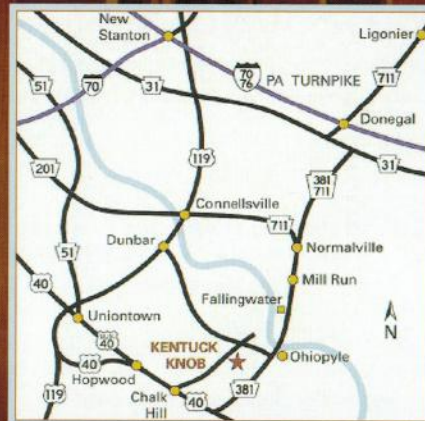 New
Stanton
Ligonier
51
31
70
70
76
PA TURNPIKE
711
Donegal
119
201
381
711
31
Connellsville
711
Dunbar
Normalville
51
Mill Run
40
Fallingwater
Uniontown
40
N
KENTUCK
KNOB
Ohiopyle
40
Hopwood
381
119
Chalk
Hill
40